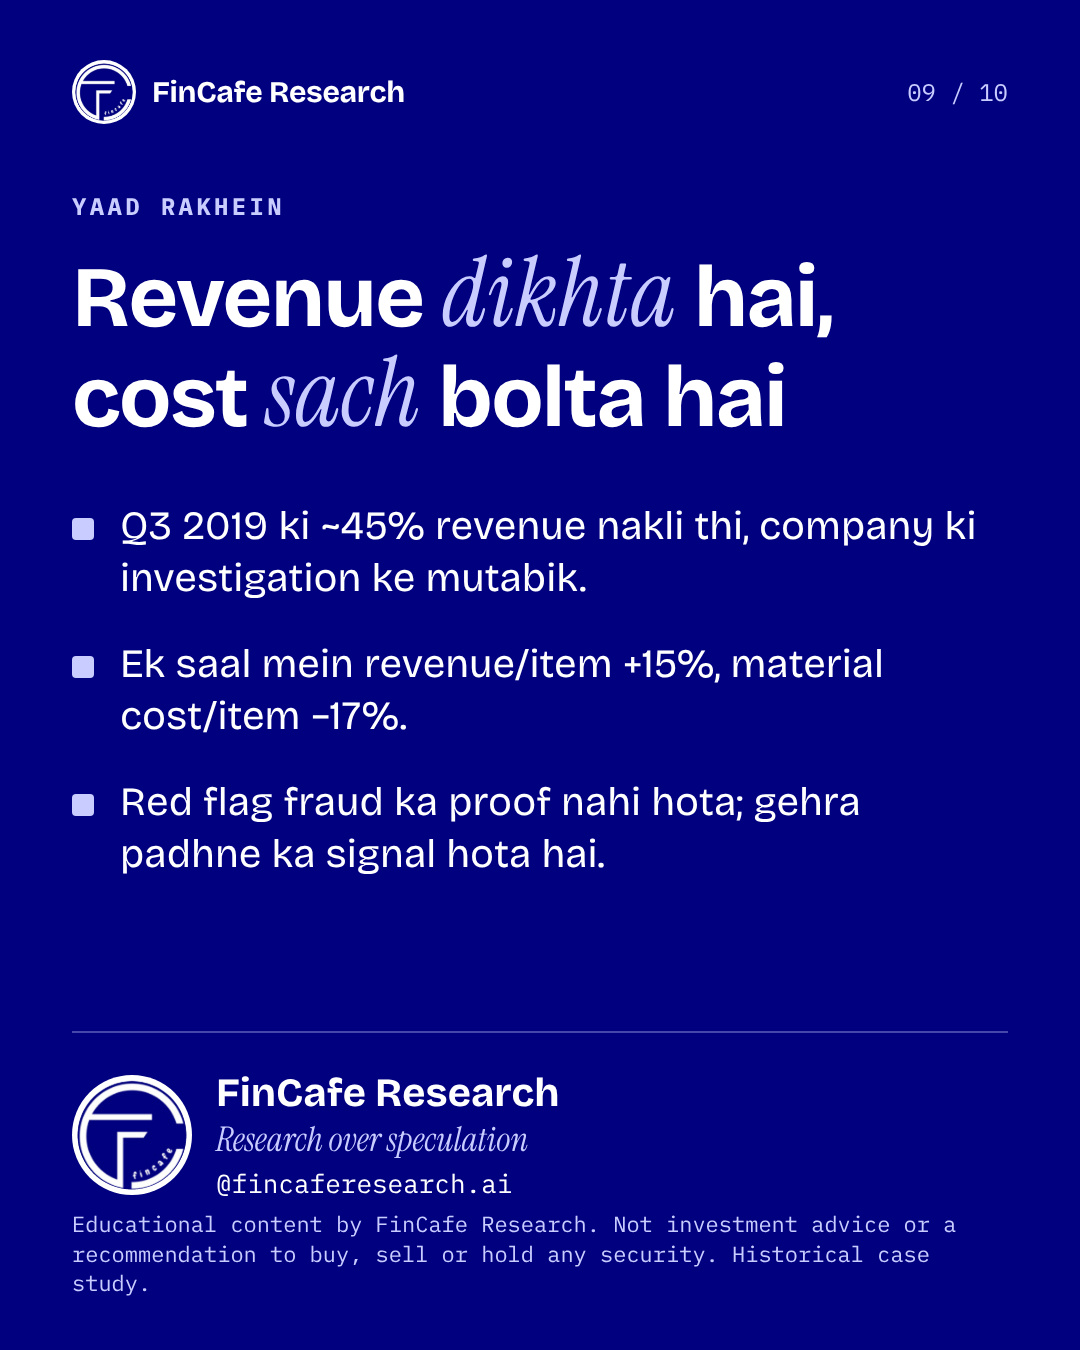 FinCafe Research
09 / 10
YAAD RAKHEIN
Revenue dikhta hai,
cost sach bolta hai
Q3 2019 ki ~45% revenue nakli thi, company ki
investigation ke mutabik.
Ek saal mein revenue/item +15%, material
cost/item −17%.
Red flag fraud ka proof nahi hota; gehra
padhne ka signal hota hai.
fincafe
FinCafe Research
Research over speculation
@fincaferesearch.ai
Educational content by FinCafe Research. Not investment advice or a
recommendation to buy, sell or hold any security. Historical case
study.